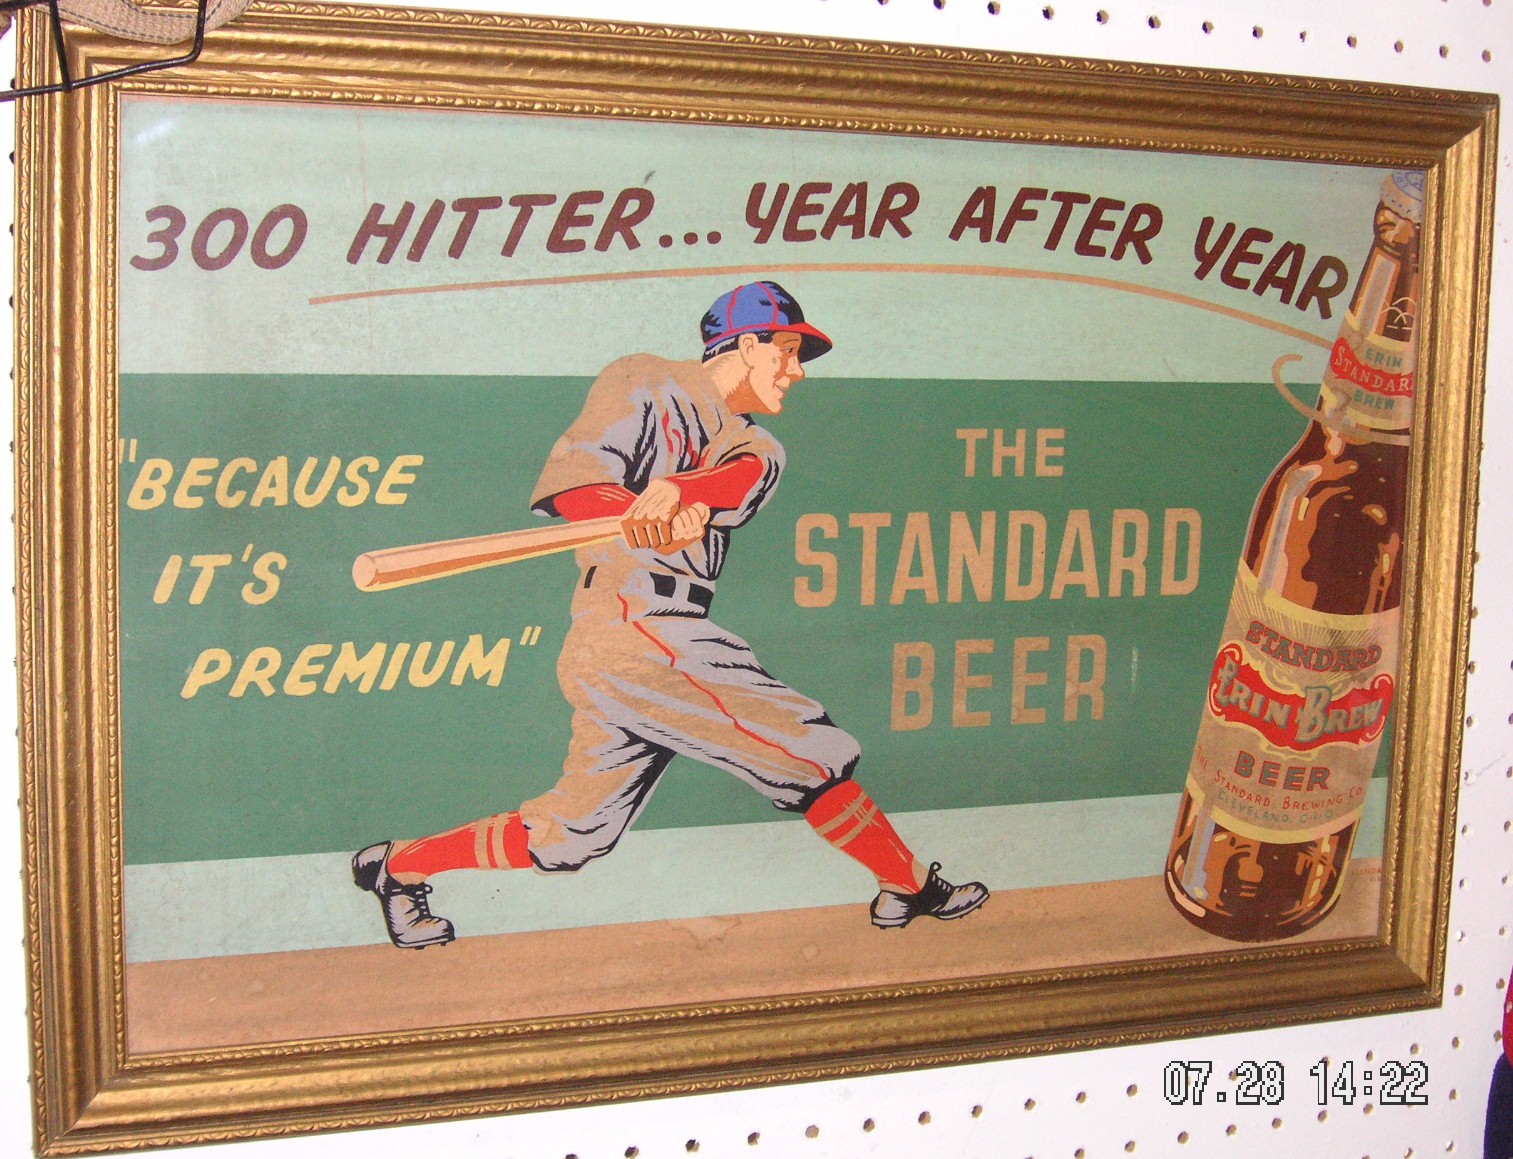 300 HITTER... YEAR AFTER YEAR
"BECAUSE
IT'S
PREMIUM"
THE
STANDARD
BEER
ERIN
STANDARD
BREW
STANDARD
ERIN BREW
BEER
THE STANDARD BREWING CO.
CLEVELAND, OHIO
07.28 14:22